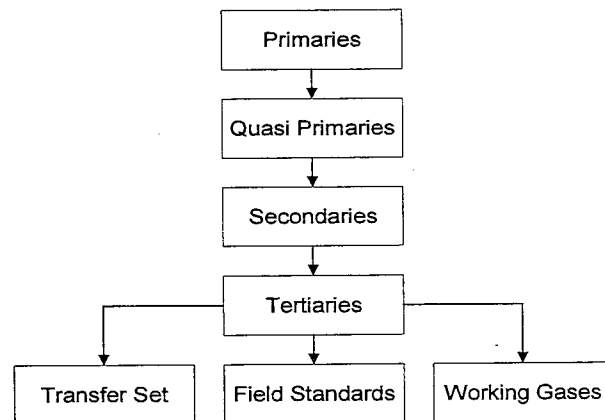 Primaries
Quasi Primaries
Secondaries
Tertiaries
Transfer Set
Field Standards
Working Gases